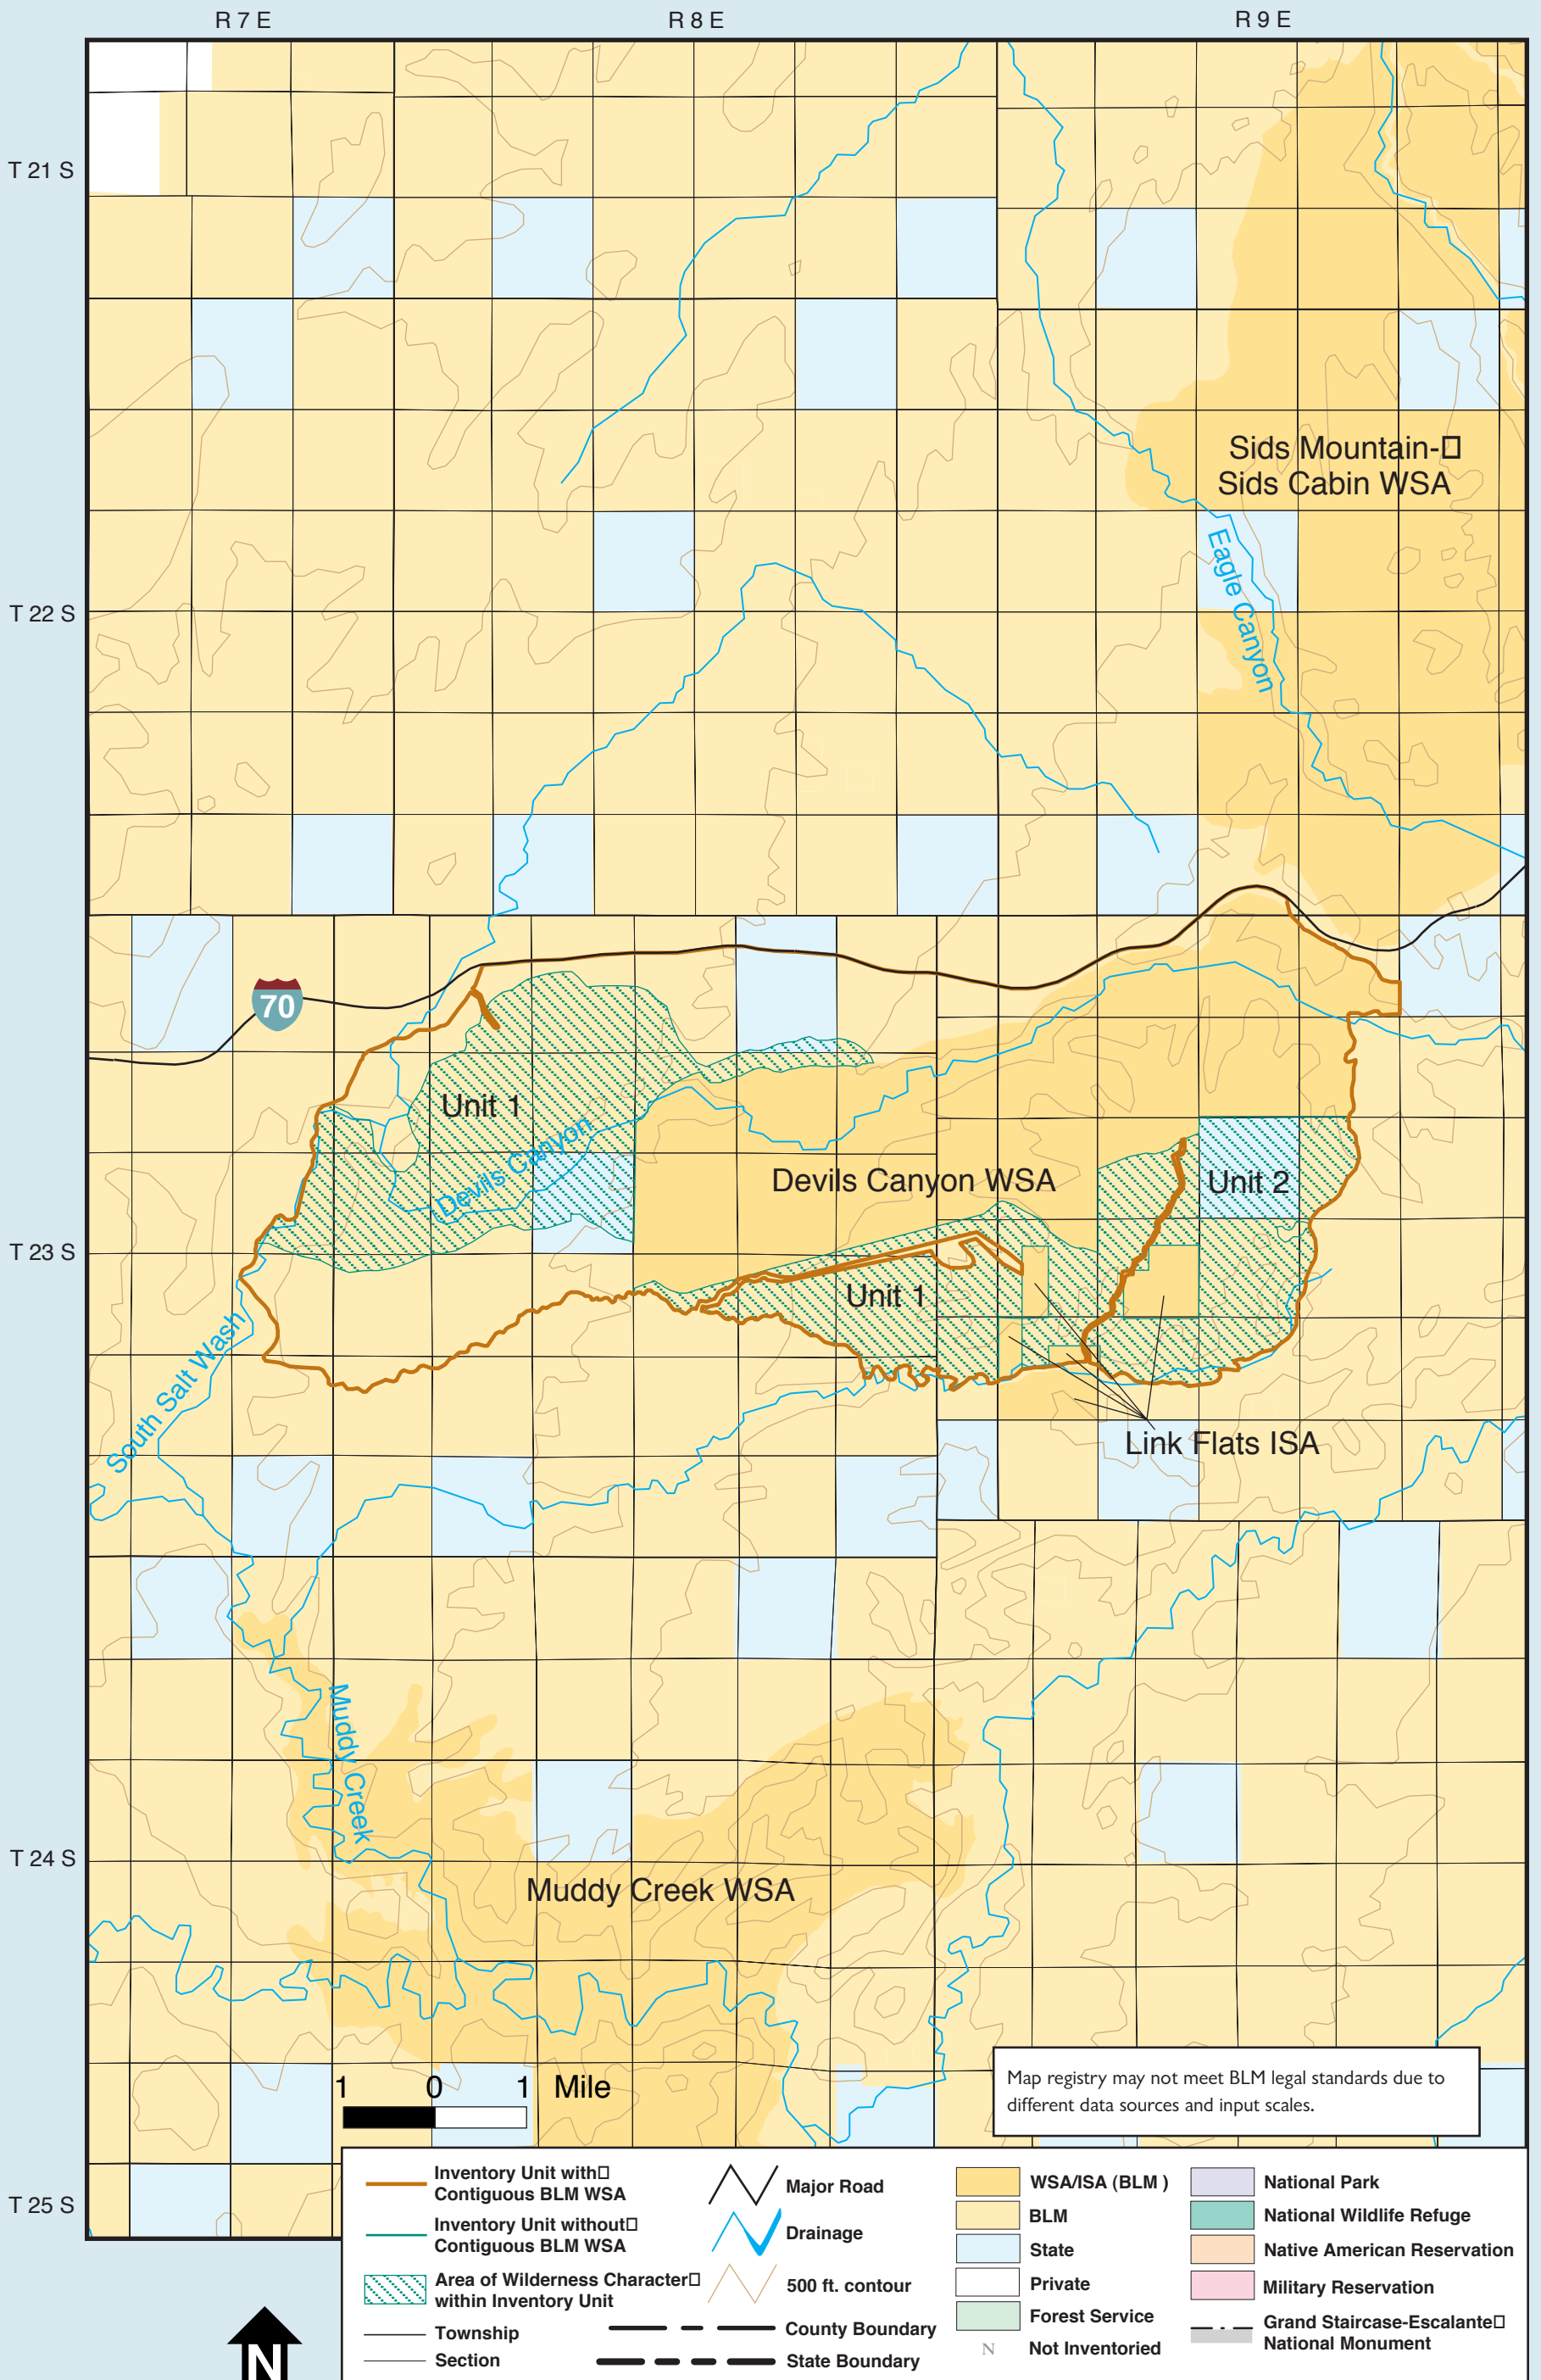 R 7 E
R 8 E
R 9 E
T 21 S
Sids Mountain-
Sids Cabin WSA
Eagle Canyon
T 22 S
70
Unit 1
Devils Canyon
Devils Canyon WSA
Unit 2
T 23 S
Unit 1
South Salt Wash
Link Flats ISA
Muddy Creek
T 24 S
Muddy Creek WSA
1 0 1 Mile
Map registry may not meet BLM legal standards due to
different data sources and input scales.
T 25 S
Inventory Unit with
Contiguous BLM WSA
Inventory Unit without
Contiguous BLM WSA
Area of Wilderness Character
within Inventory Unit
Township
Section
Major Road
Drainage
500 ft. contour
County Boundary
State Boundary
WSA/ISA (BLM )
BLM
State
Private
Forest Service
N Not Inventoried
National Park
National Wildlife Refuge
Native American Reservation
Military Reservation
Grand Staircase-Escalante
National Monument
N